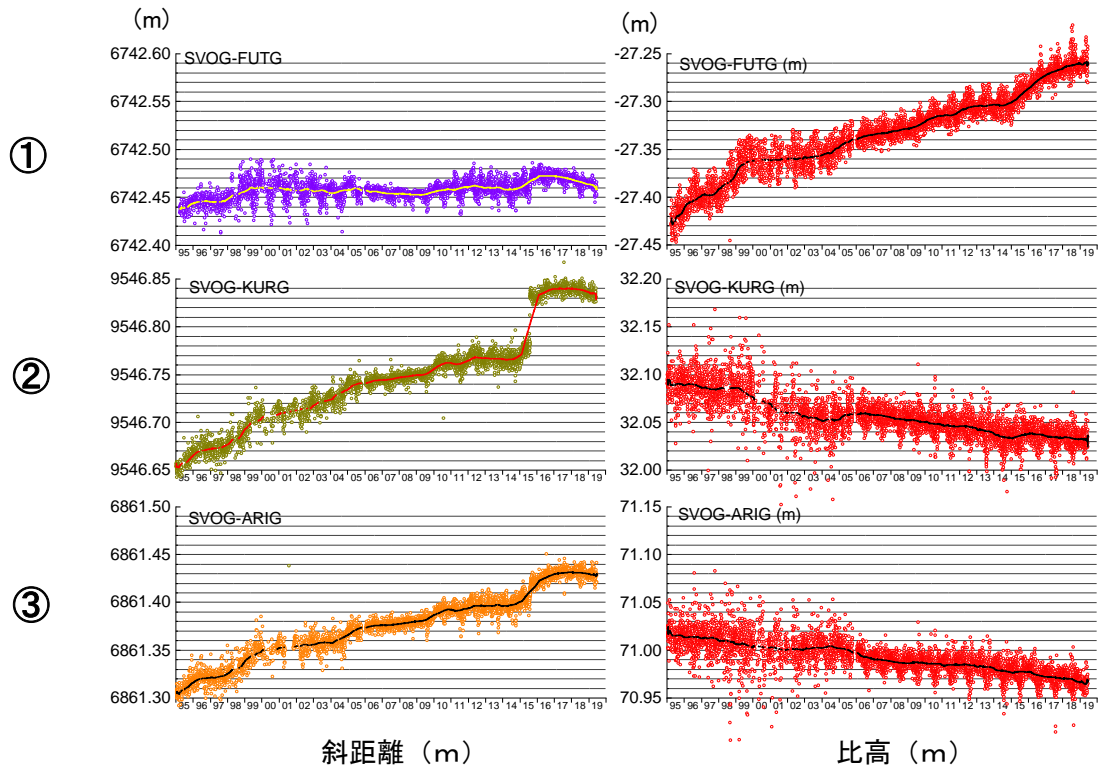 (m) (m)
6742.60 SVOG-FUTG -27.25 SVOG-FUTG (m)
6742.55 -27.30
① 6742.50 -27.35
6742.45 -27.40
6742.40 -27.45
95 96 97 98 99 00 01 02 04 05 06 07 08 09 10 11 12 13 14 15 16 17 18 19 95 96 97 98 99 00 01 02 03 04 05 06 07 08 09 10 11 12 13 14 15 16 17 18 19
9546.85 SVOG-KURG 32.20 SVOG-KURG (m)
9546.80 32.15
② 9546.75 32.10
9546.70 32.05
9546.65 32.00
95 96 97 98 99 00 01 02 03 04 05 06 07 08 09 10 11 12 13 14 15 16 17 18 19 95 96 97 98 99 00 01 02 03 04 05 06 07 08 09 10 11 12 13 14 15 16 17 18 19
6861.50 SVOG-ARIG 71.15 SVOG-ARIG (m)
6861.45 71.10
③ 6861.40 71.05
6861.35 71.00
6861.30 70.95
95 96 97 98 99 00 01 02 03 04 05 06 07 08 09 10 11 12 13 14 15 16 17 18 19 95 96 97 98 99 00 01 02 03 04 05 06 07 08 09 10 11 12 13 14 15 16 17 18 19
斜距離（m） 比高（m）